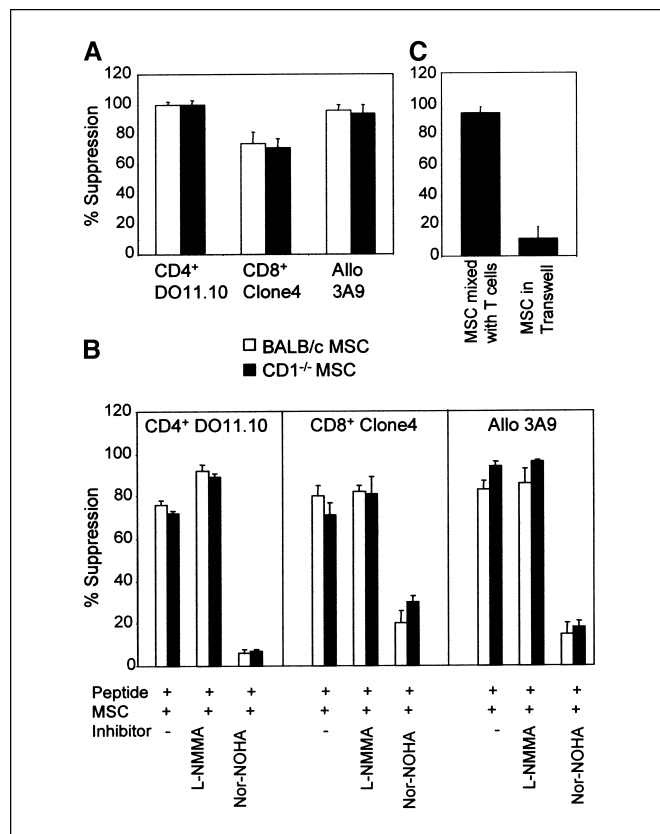 A
120
100
80
60
40
20
0
% Suppression
CD4+ DO11.10
CD8+ Clone4
Allo 3A9
C
120
100
80
60
40
20
0
MSC mixed with T cells
MSC in Transwell
BALB/c MSC
CD1-/- MSC
B
120
100
80
60
40
20
0
% Suppression
CD4+ DO11.10
CD8+ Clone4
Allo 3A9
Peptide + + + + + + + + +
MSC + + + + + + + + +
Inhibitor - L-NMMA Nor-NOHA - L-NMMA Nor-NOHA - L-NMMA Nor-NOHA